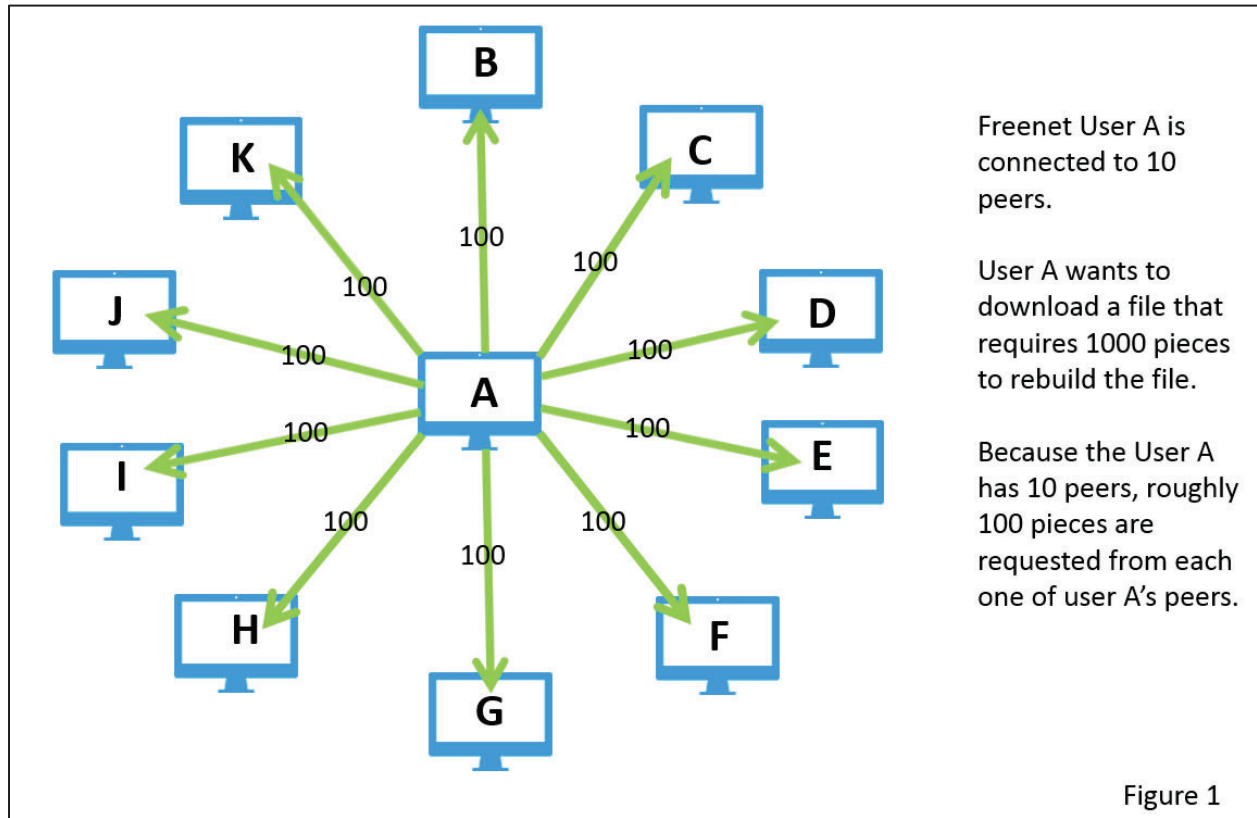 B
K
C
100
100
100
Freenet User A is
connected to 10
peers.
J
D
100
100
A
User A wants to
download a file that
requires 1000 pieces
to rebuild the file.
I
E
100
100
Because the User A
has 10 peers, roughly
100 pieces are
requested from each
one of user A’s peers.
100
100
100
H
F
G
Figure 1